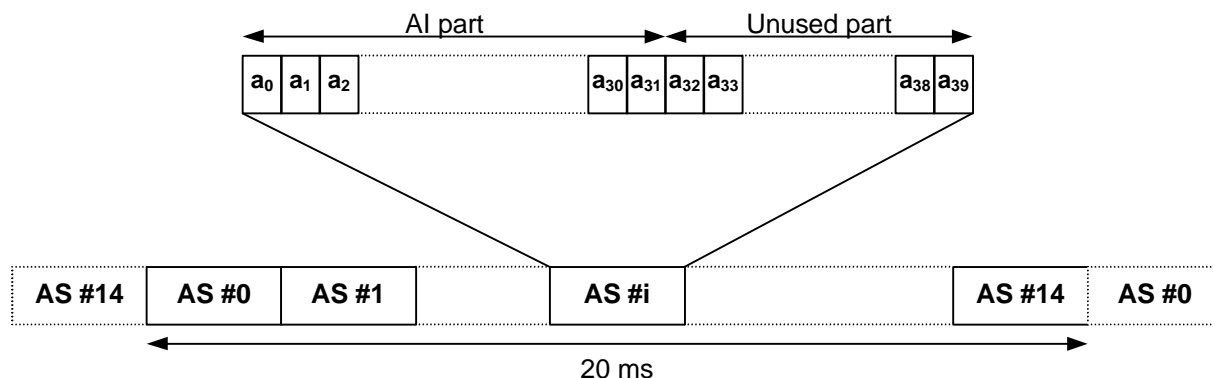 AI part Unused part
a0 a1 a2 a30 a31 a32 a33 a38 a39
AS #14 AS #0 AS #1 AS #i AS #14 AS #0
20 ms